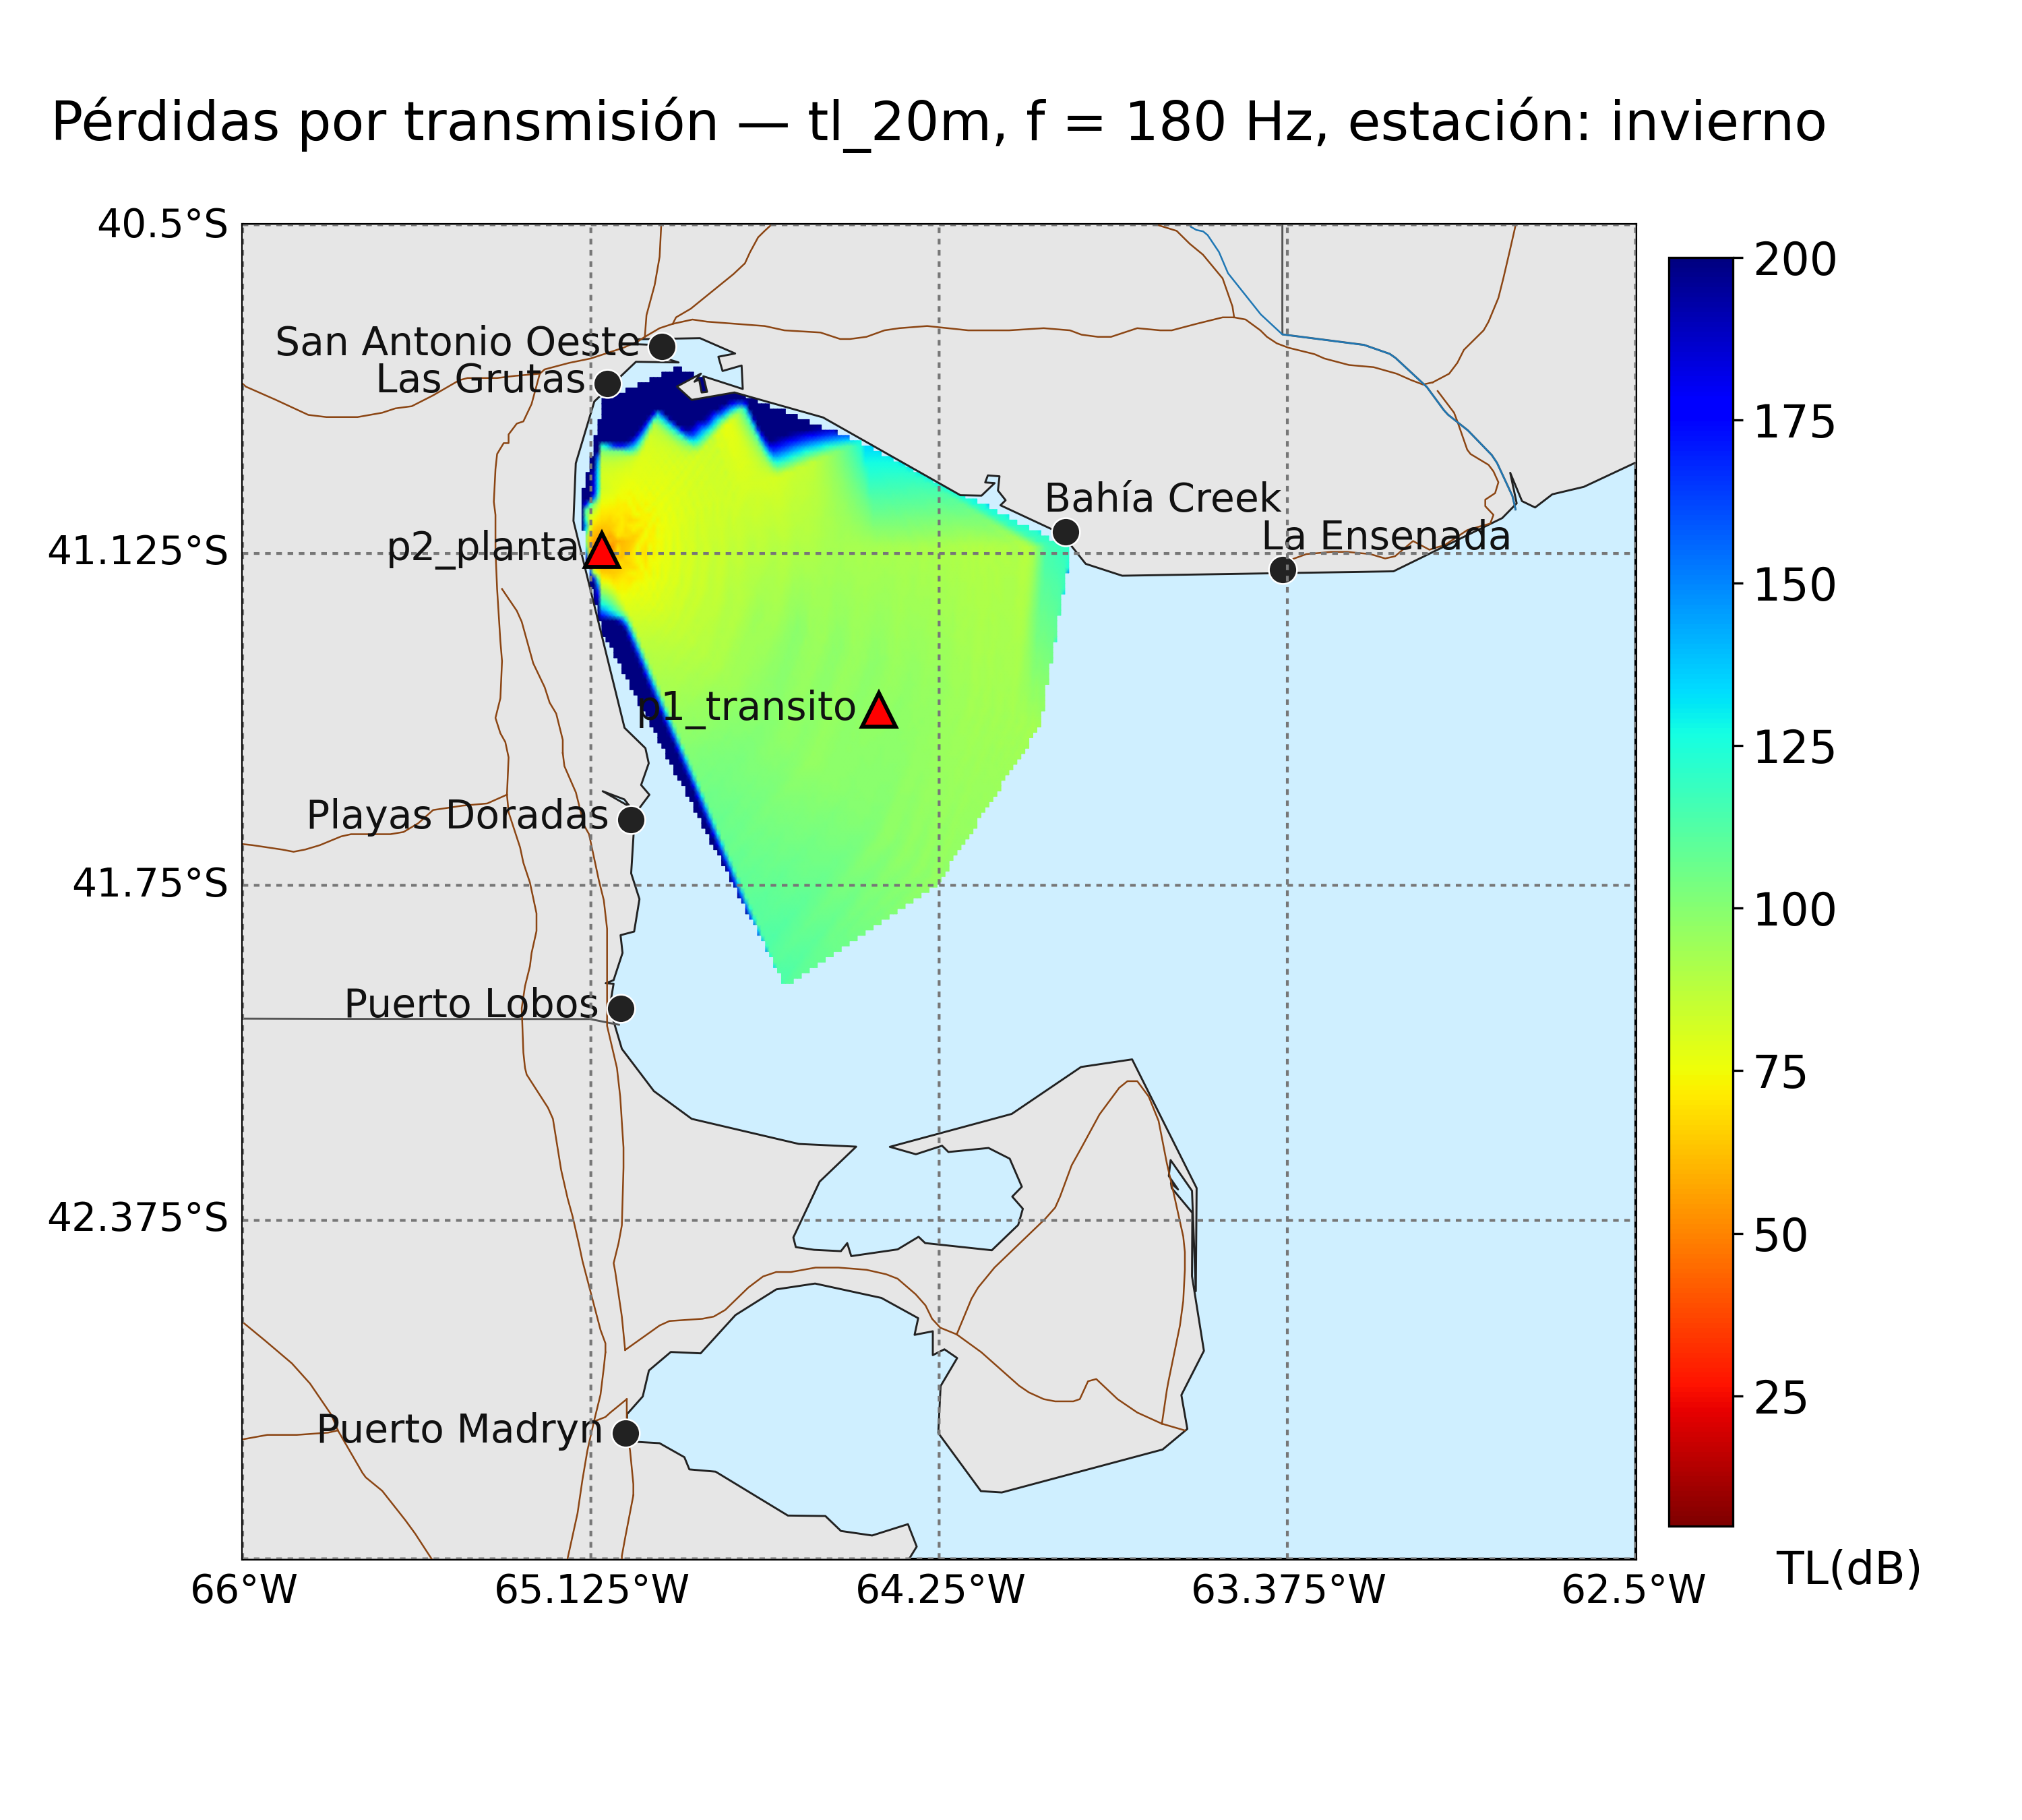 Pérdidas por transmisión — tl_20m, f = 180 Hz, estación: invierno
40.5°S
200
San Antonio Oeste
Las Grutas
175
Bahía Creek
La Ensenada
p2_planta
41.125°S
150
p1_transito
125
Playas Doradas
41.75°S
100
Puerto Lobos
75
42.375°S
50
25
Puerto Madryn
TL(dB)
66°W 65.125°W 64.25°W 63.375°W 62.5°W